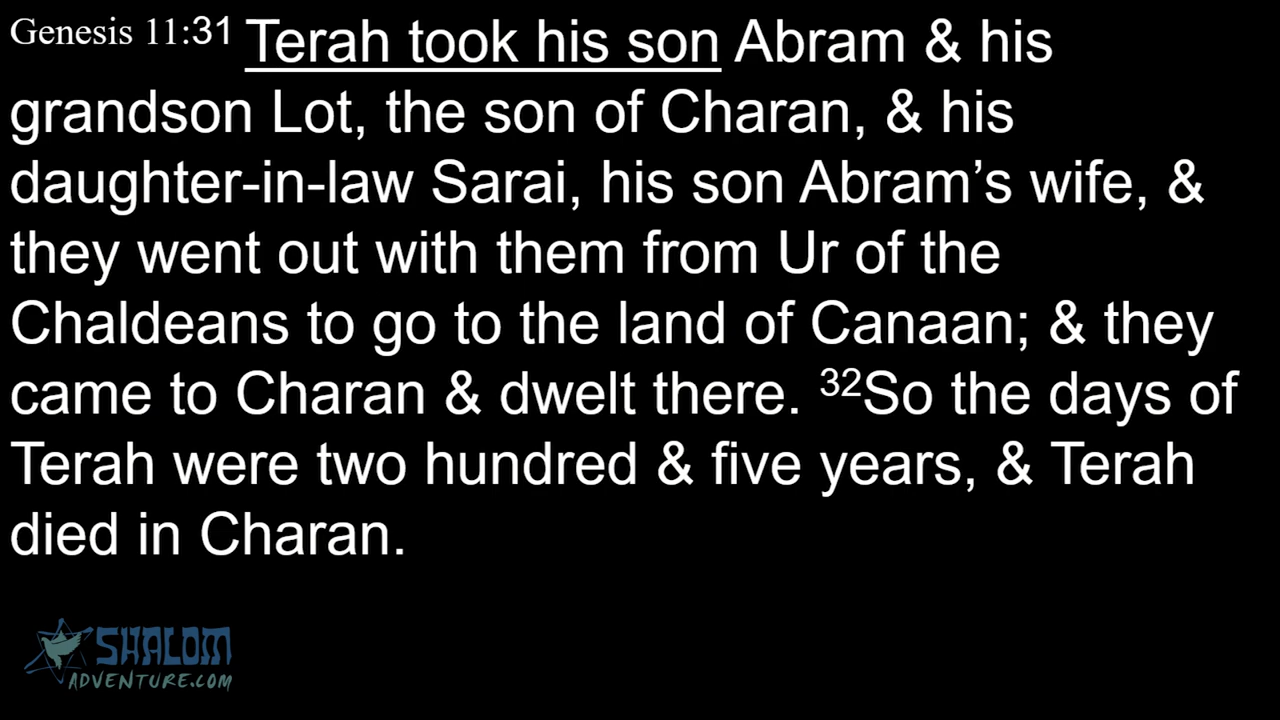 Genesis 11:31 Terah took his son Abram & his
grandson Lot, the son of Charan, & his
daughter-in-law Sarai, his son Abram’s wife, &
they went out with them from Ur of the
Chaldeans to go to the land of Canaan; & they
came to Charan & dwelt there. 32So the days of
Terah were two hundred & five years, & Terah
died in Charan.
SHALOM
ADVENTURE.COM